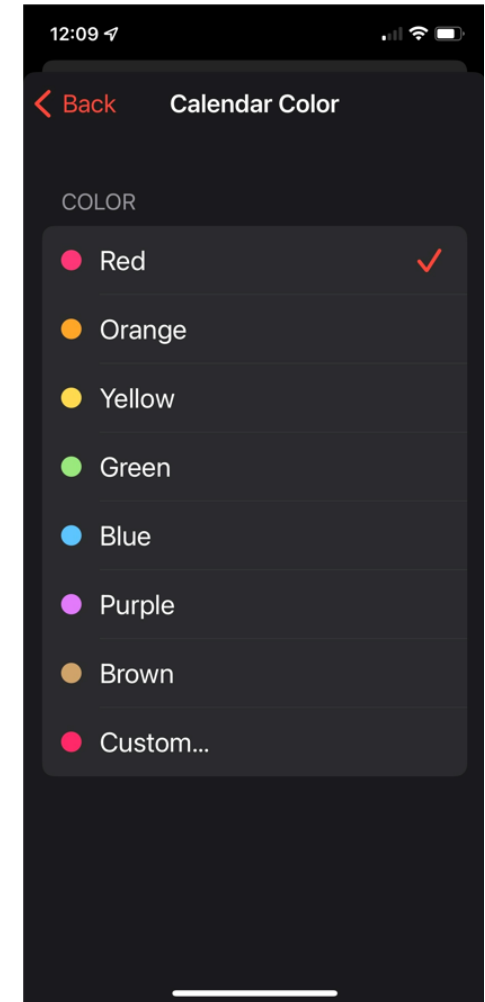 12:09
Back Calendar Color
COLOR
Red
Orange
Yellow
Green
Blue
Purple
Brown
Custom...